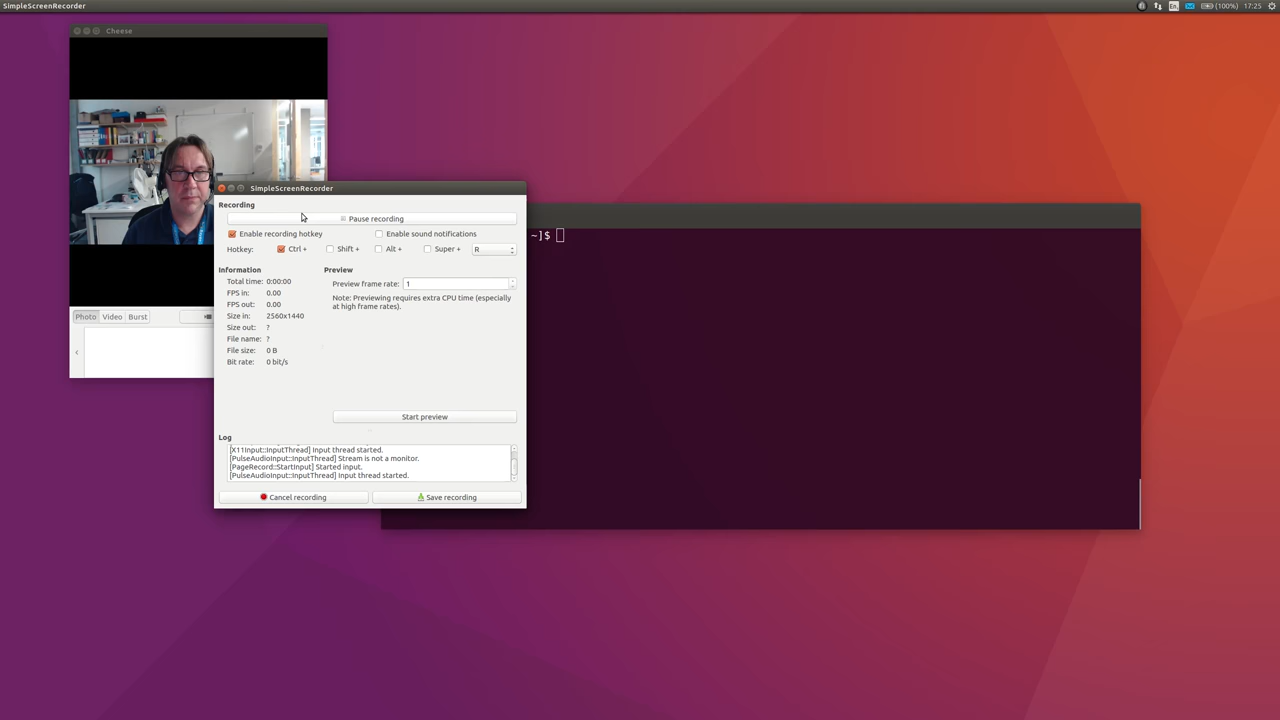 SimpleScreenRecorder
En
(100%)
17:25
Cheese
SimpleScreenRecorder
Recording
Pause recording
Enable recording hotkey
Enable sound notifications
Hotkey:
Ctrl +
Shift +
Alt +
Super +
R
~]$
Information
Total time: 0:00:00
FPS in: 0.00
FPS out: 0.00
Size in: 2560x1440
Size out: ?
File name: ?
File size: 0 B
Bit rate: 0 bit/s
Preview
Preview frame rate: 1
Note: Previewing requires extra CPU time (especially
at high frame rates).
Photo
Video
Burst
Start preview
Log
[X11Input::InputThread] Input thread started.
[PulseAudioInput::InputThread] Stream is not a monitor.
[PageRecord::StartInput] Started input.
[PulseAudioInput::InputThread] Input thread started.
Cancel recording
Save recording